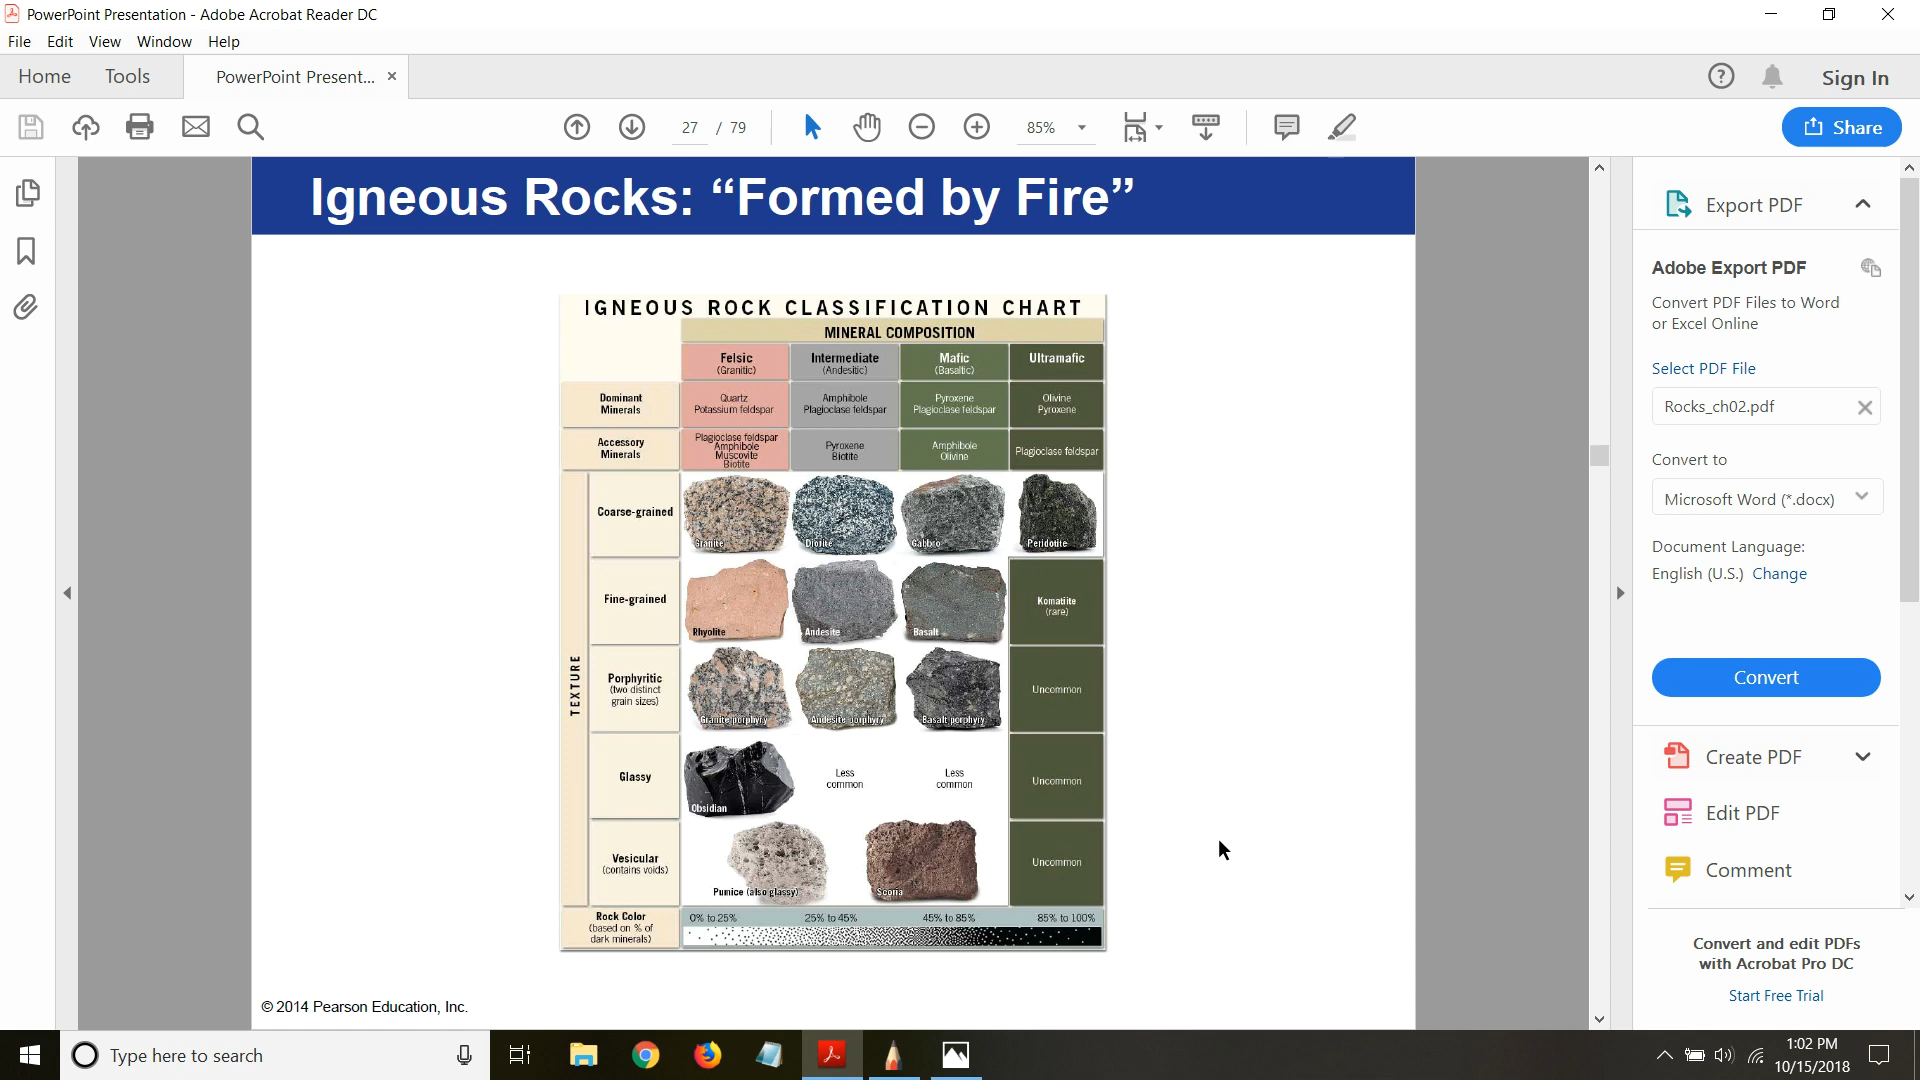 PowerPoint Presentation - Adobe Acrobat Reader DC
File Edit View Window Help
Home Tools PowerPoint Present... × Sign In
27 / 79 85% Share
Igneous Rocks: “Formed by Fire”
IGNEOUS ROCK CLASSIFICATION CHART
MINERAL COMPOSITION
Felsic
(Granitic)
Intermediate
(Andesitic)
Mafic
(Basaltic)
Ultramafic
Dominant
Minerals
Quartz
Potassium feldspar
Amphibole
Plagioclase feldspar
Pyroxene
Plagioclase feldspar
Olivine
Pyroxene
Accessory
Minerals
Plagioclase feldspar
Amphibole
Muscovite
Biotite
Pyroxene
Biotite
Amphibole
Olivine
Plagioclase feldspar
TEXTURE
Coarse-grained
Granite
Diorite
Gabbro
Peridotite
Fine-grained
Rhyolite
Andesite
Basalt
Komatiite
(rare)
Porphyritic
(two distinct
grain sizes)
Granite porphyry
Andesite porphyry
Basalt porphyry
Uncommon
Glassy
Obsidian
Less
common
Less
common
Uncommon
Vesicular
(contains voids)
Pumice (also glassy)
Scoria
Uncommon
Rock Color
(based on % of
dark minerals)
0% to 25%
25% to 45%
45% to 85%
85% to 100%
© 2014 Pearson Education, Inc.
Export PDF
Adobe Export PDF
Convert PDF Files to Word
or Excel Online
Select PDF File
Rocks_ch02.pdf
Convert to
Microsoft Word (*.docx)
Document Language:
English (U.S.) Change
Convert
Create PDF
Edit PDF
Comment
Convert and edit PDFs
with Acrobat Pro DC
Start Free Trial
Type here to search
1:02 PM
10/15/2018